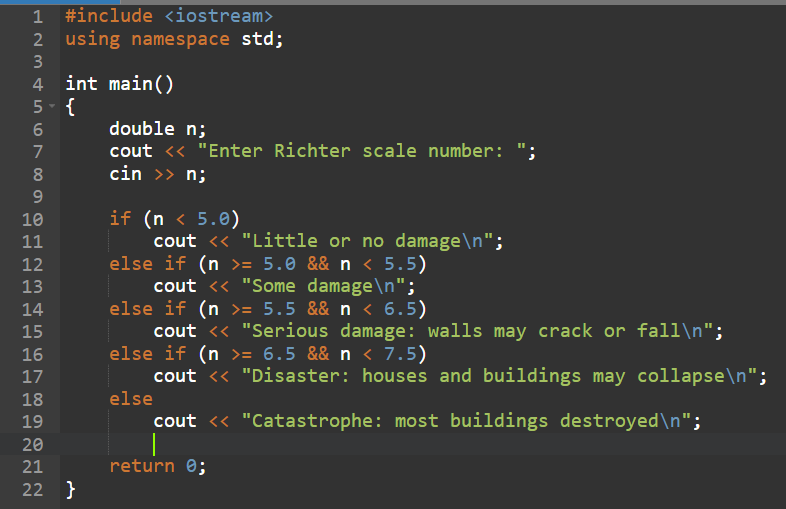 1 #include <iostream>
2 using namespace std;
3
4 int main()
5 {
6     double n;
7     cout << "Enter Richter scale number: ";
8     cin >> n;
9
10     if (n < 5.0)
11         cout << "Little or no damage\n";
12     else if (n >= 5.0 && n < 5.5)
13         cout << "Some damage\n";
14     else if (n >= 5.5 && n < 6.5)
15         cout << "Serious damage: walls may crack or fall\n";
16     else if (n >= 6.5 && n < 7.5)
17         cout << "Disaster: houses and buildings may collapse\n";
18     else
19         cout << "Catastrophe: most buildings destroyed\n";
20
21     return 0;
22 }